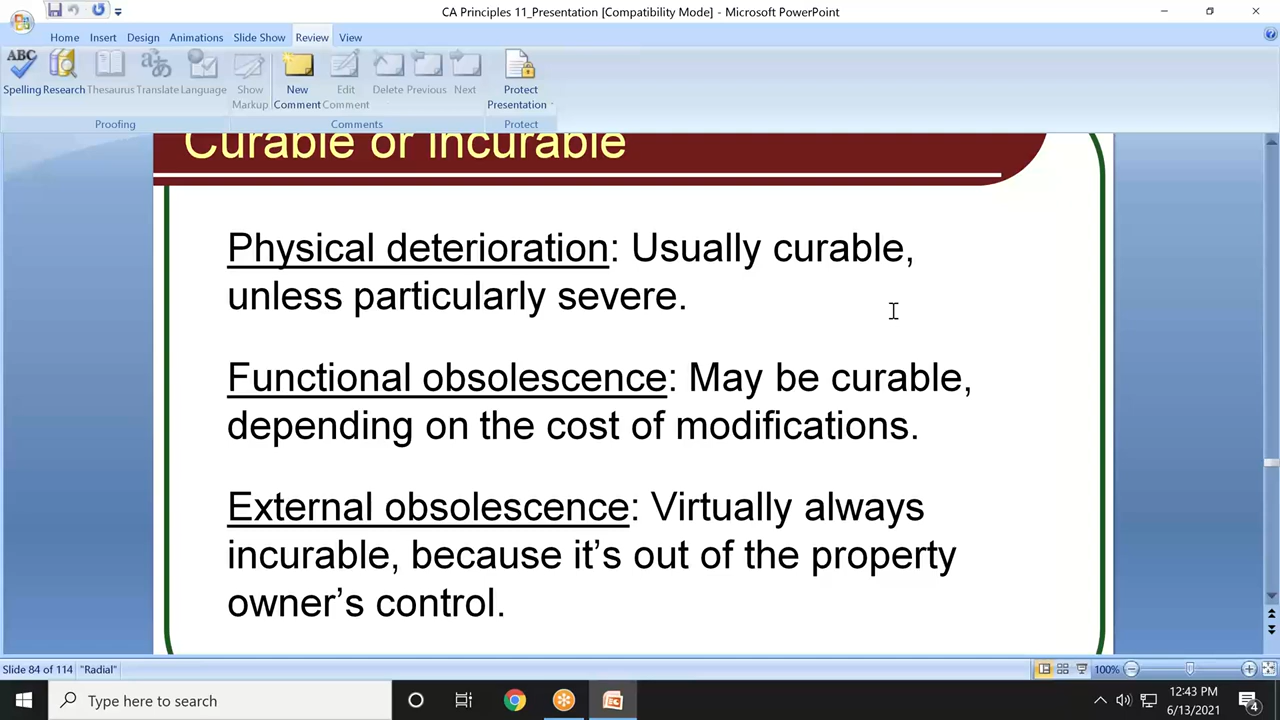 CA Principles 11_Presentation [Compatibility Mode] - Microsoft PowerPoint
Home Insert Design Animations Slide Show Review View
ABC
Spelling Research Thesaurus Translate Language Show Markup New Comment Edit Comment Delete Previous Next Protect Presentation
Proofing Comments Protect
Curable or Incurable
Physical deterioration: Usually curable,
unless particularly severe.
Functional obsolescence: May be curable,
depending on the cost of modifications.
External obsolescence: Virtually always
incurable, because it’s out of the property
owner’s control.
Slide 84 of 114 "Radial" 100%
Type here to search
12:43 PM
6/13/2021
4